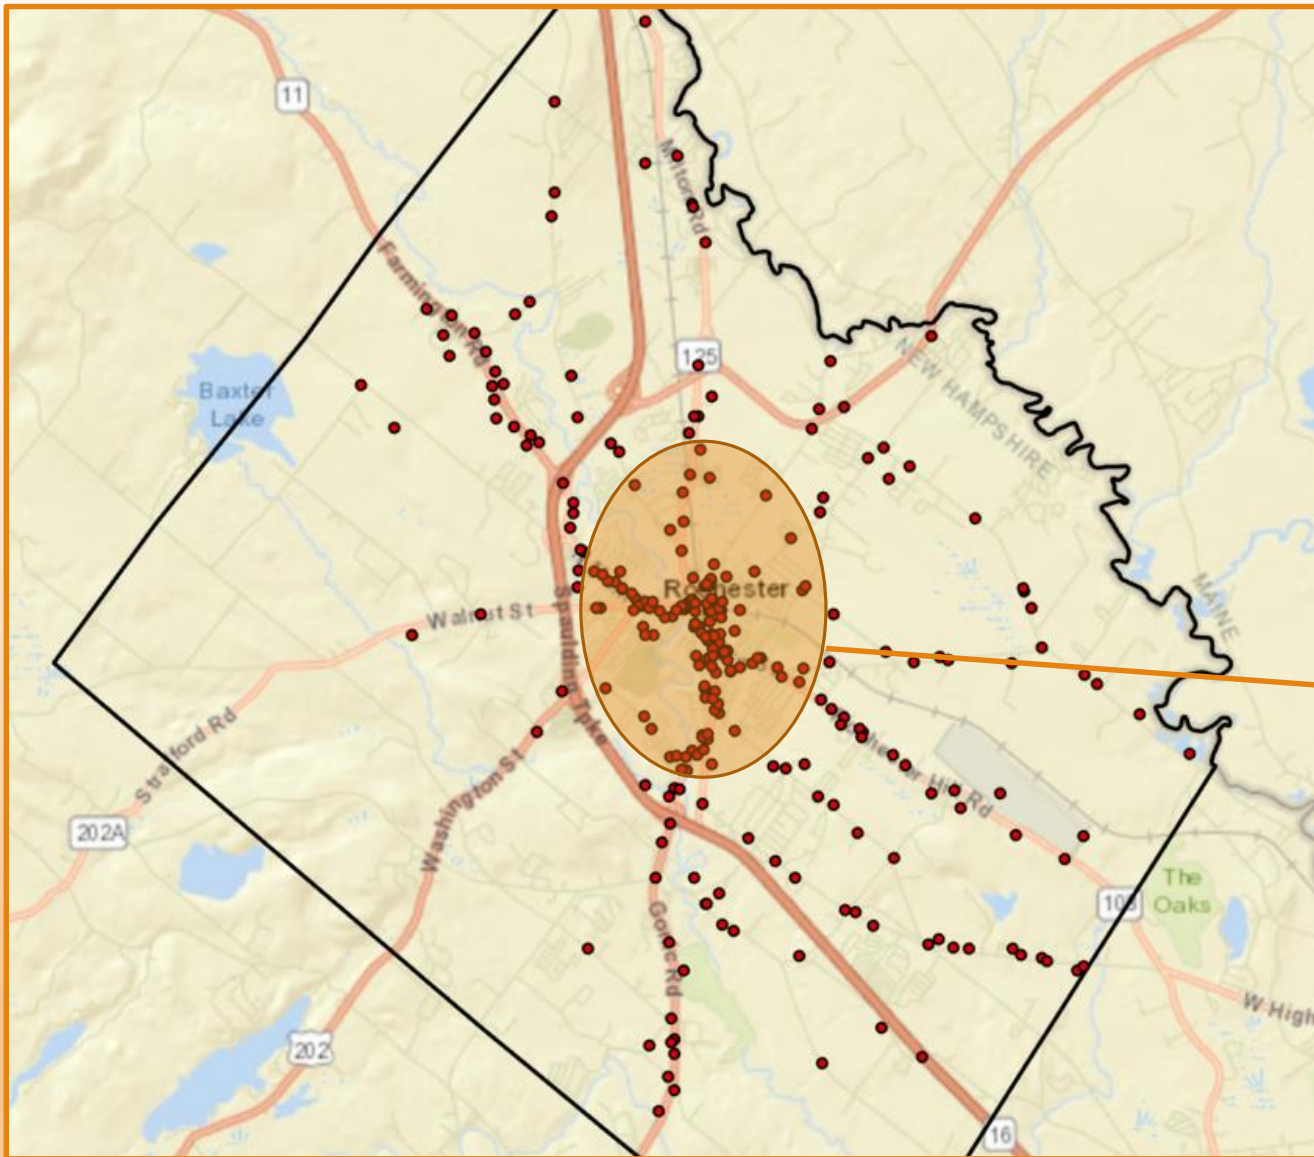 11
Milton Rd
Farmington Rd
125
NEW HAMPSHIRE
Baxter
Lake
Rochester
MAINE
Walnut St
Spaulding Tpke
Strafford Rd
Rochester Hill Rd
Washington St
202A
The
Oaks
108
Gonic Rd
W High
202
16